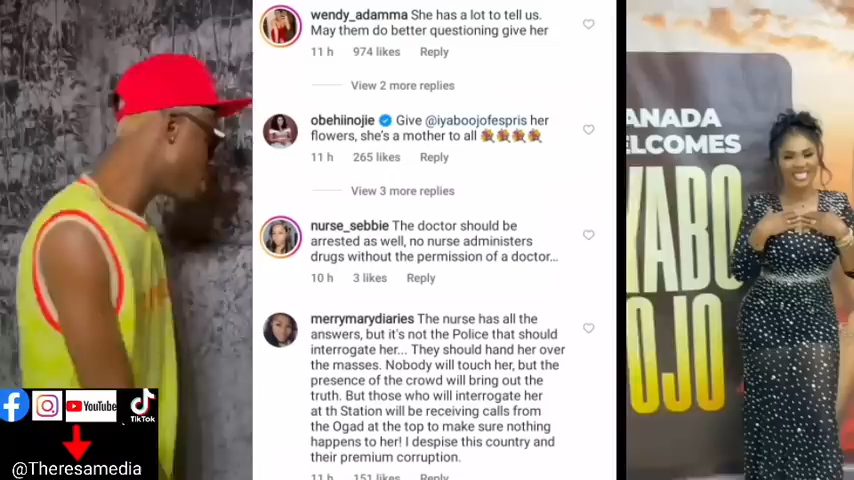 wendy_adamma She has a lot to tell us.
May them do better questioning give her
11 h 974 likes Reply
View 2 more replies
obehiinojie Give @iyaboojofespris her
flowers, she's a mother to all
11 h 265 likes Reply
View 3 more replies
nurse_sebbie The doctor should be
arrested as well, no nurse administers
drugs without the permission of a doctor...
10 h 3 likes Reply
merrymarydiaries The nurse has all the
answers, but it's not the Police that should
interrogate her... They should hand her over
the masses. Nobody will touch her, but the
presence of the crowd will bring out the
truth. But those who will interrogate her
at th Station will be receiving calls from
the Ogad at the top to make sure nothing
happens to her! I despise this country and
their premium corruption.
11 h 151 likes Reply
ANADA
ELCOMES
YABO
OJO
YouTube
TikTok
@Theresamedia